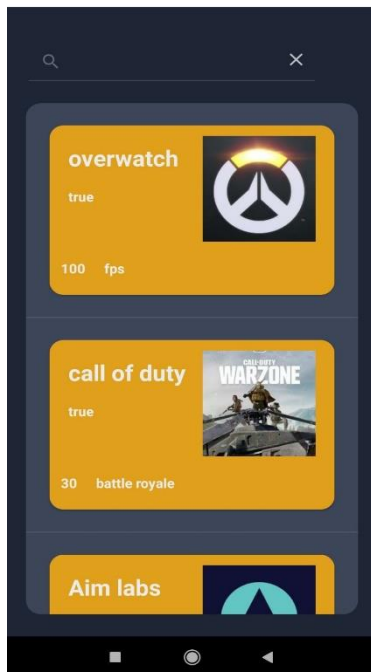 overwatch
true
100 fps
call of duty
true
CALL OF DUTY
WARZONE
30 battle royale
Aim labs